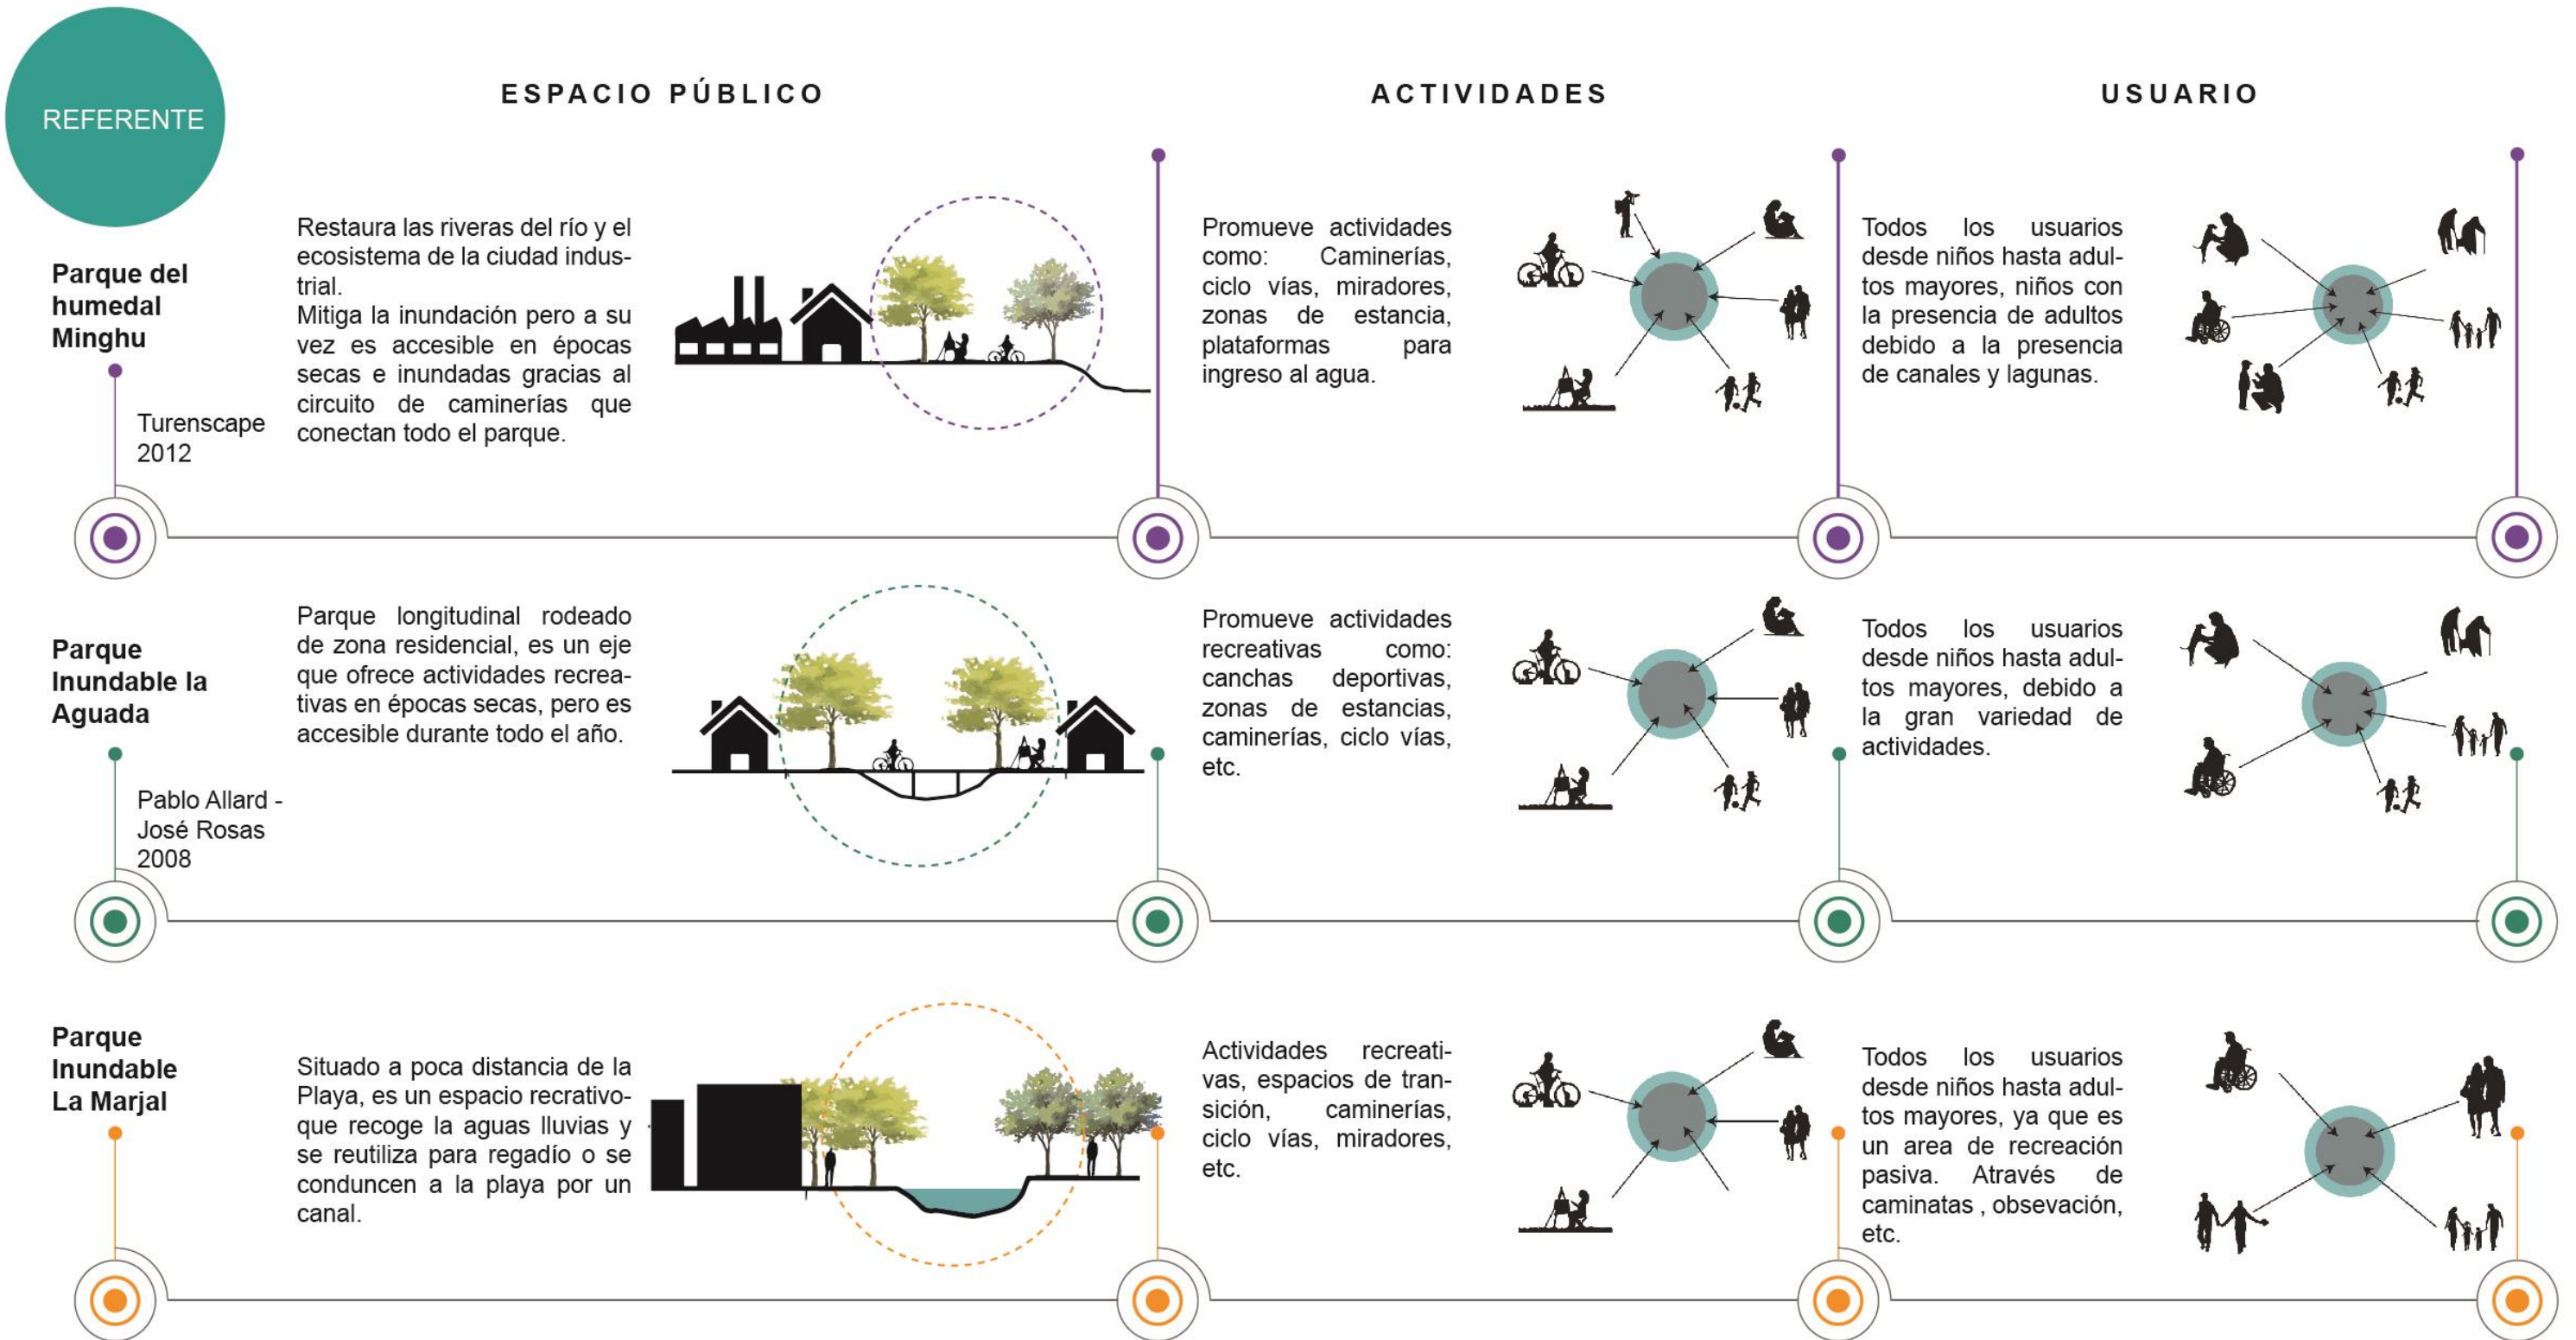 REFERENTE
ESPACIO PÚBLICO
ACTIVIDADES
USUARIO
Parque del
humedal
Minghu
Turenscape
2012
Restaura las riveras del río y el
ecosistema de la ciudad indus-
trial.
Mitiga la inundación pero a su
vez es accesible en épocas
secas e inundadas gracias al
circuito de caminerías que
conectan todo el parque.
Promueve actividades
como: Caminerías,
ciclo vías, miradores,
zonas de estancia,
plataformas para
ingreso al agua.
Todos los usuarios
desde niños hasta adul-
tos mayores, niños con
la presencia de adultos
debido a la presencia
de canales y lagunas.
Parque
Inundable la
Aguada
Pablo Allard -
José Rosas
2008
Parque longitudinal rodeado
de zona residencial, es un eje
que ofrece actividades recrea-
tivas en épocas secas, pero es
accesible durante todo el año.
Promueve actividades
recreativas como:
canchas deportivas,
zonas de estancias,
caminerías, ciclo vías,
etc.
Todos los usuarios
desde niños hasta adul-
tos mayores, debido a
la gran variedad de
actividades.
Parque
Inundable
La Marjal
Situado a poca distancia de la
Playa, es un espacio recrativo-
que recoge la aguas lluvias y
se reutiliza para regadío o se
conduncen a la playa por un
canal.
Actividades recreati-
vas, espacios de tran-
sición, caminerías,
ciclo vías, miradores,
etc.
Todos los usuarios
desde niños hasta adul-
tos mayores, ya que es
un area de recreación
pasiva. Através de
caminatas , obsevación,
etc.